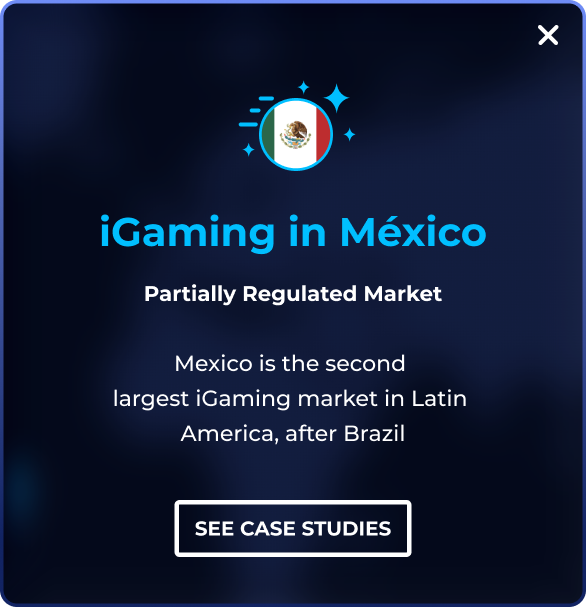 iGaming in México
Partially Regulated Market
Mexico is the second
largest iGaming market in Latin
America, after Brazil
SEE CASE STUDIES